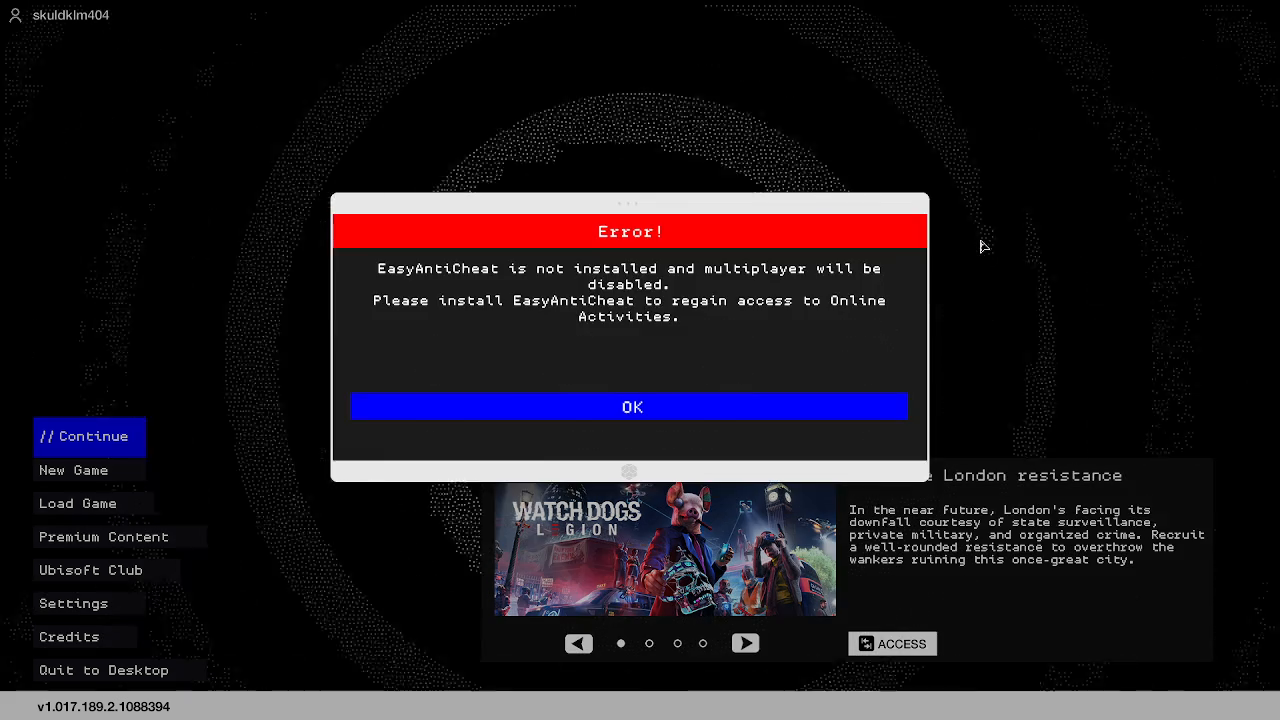 skuldklm404
Error!
EasyAntiCheat is not installed and multiplayer will be
disabled.
Please install EasyAntiCheat to regain access to Online
Activities.
OK
// Continue
New Game
Load Game
Premium Content
Ubisoft Club
Settings
Credits
Quit to Desktop
WATCH DOGS
LEGION
London resistance
In the near future, London's facing its
downfall courtesy of state surveillance,
private military, and organized crime. Recruit
a well-rounded resistance to overthrow the
wankers ruining this once-great city.
ACCESS
v1.017.189.2.1088394